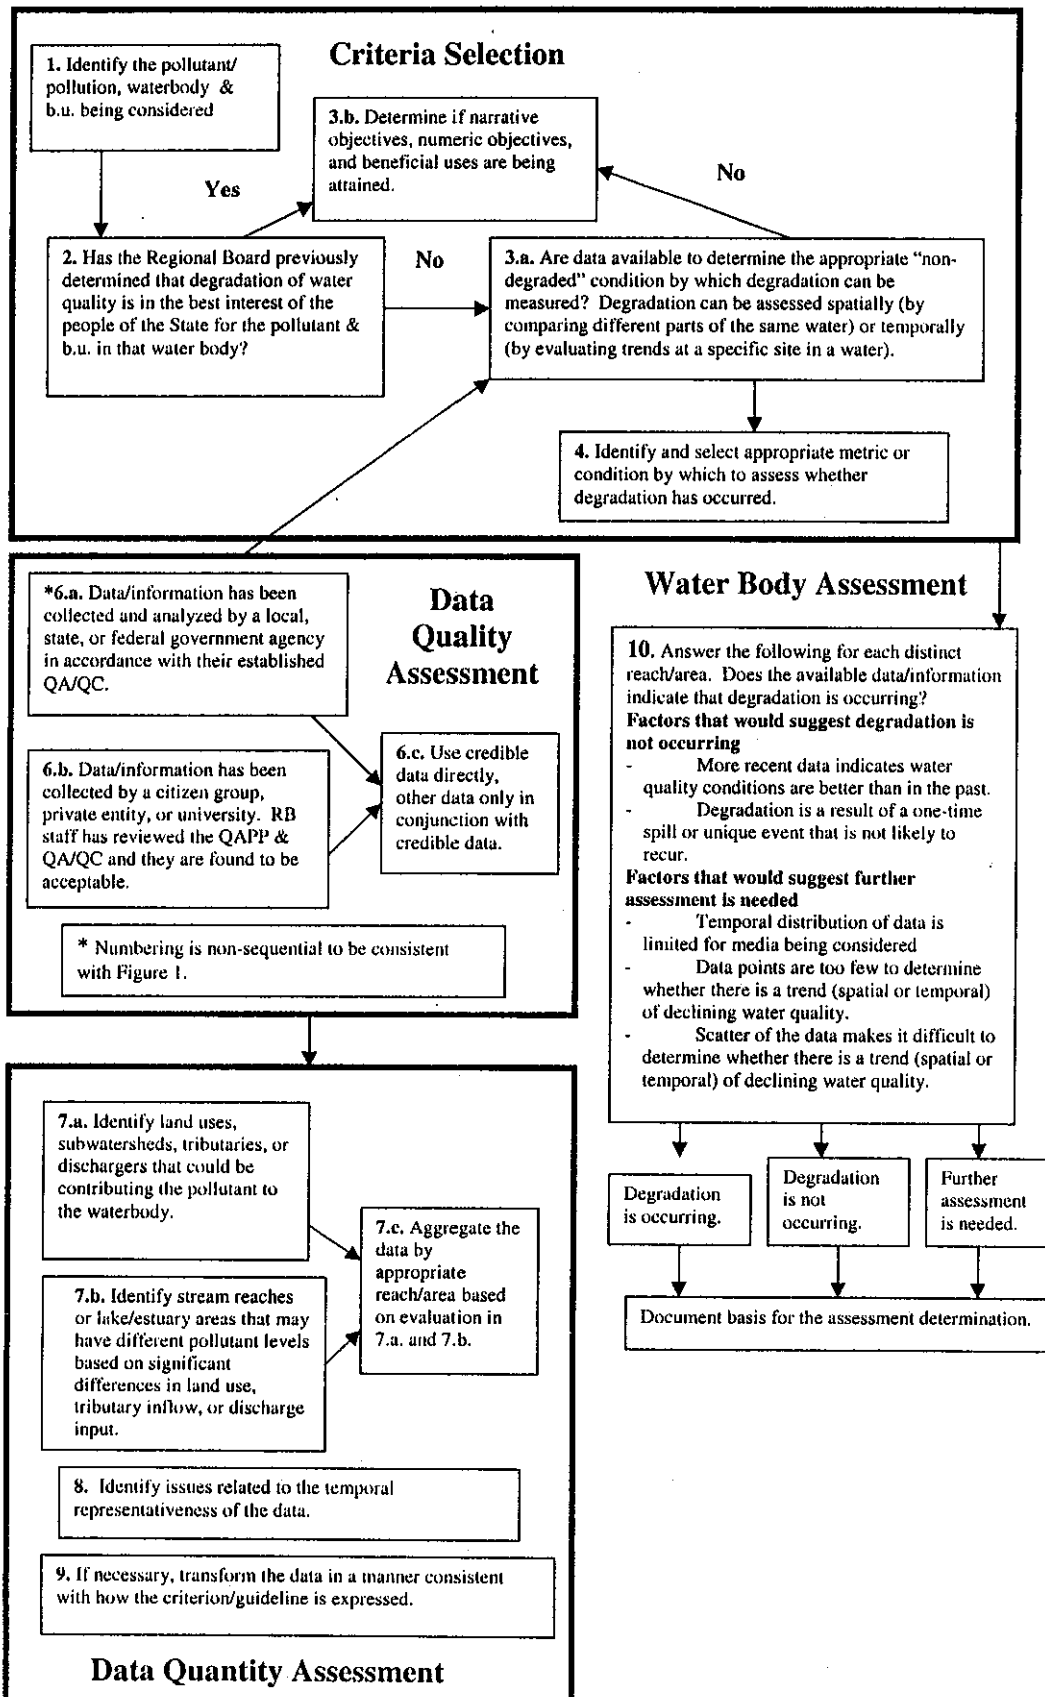 Criteria Selection
1. Identify the pollutant/
pollution, waterbody &
b.u. being considered
3.b. Determine if narrative
objectives, numeric objectives,
and beneficial uses are being
attained.
Yes
No
2. Has the Regional Board previously
determined that degradation of water
quality is in the best interest of the
people of the State for the pollutant &
b.u. in that water body?
No
3.a. Are data available to determine the appropriate “non-
degraded” condition by which degradation can be
measured? Degradation can be assessed spatially (by
comparing different parts of the same water) or temporally
(by evaluating trends at a specific site in a water).
4. Identify and select appropriate metric or
condition by which to assess whether
degradation has occurred.
Data
Quality
Assessment
*6.a. Data/information has been
collected and analyzed by a local,
state, or federal government agency
in accordance with their established
QA/QC.
6.b. Data/information has been
collected by a citizen group,
private entity, or university. RB
staff has reviewed the QAPP &
QA/QC and they are found to be
acceptable.
6.c. Use credible
data directly,
other data only in
conjunction with
credible data.
* Numbering is non-sequential to be consistent
with Figure 1.
Water Body Assessment
10. Answer the following for each distinct
reach/area. Does the available data/information
indicate that degradation is occurring?
Factors that would suggest degradation is
not occurring
- More recent data indicates water
quality conditions are better than in the past.
- Degradation is a result of a one-time
spill or unique event that is not likely to
recur.
Factors that would suggest further
assessment is needed
- Temporal distribution of data is
limited for media being considered
- Data points are too few to determine
whether there is a trend (spatial or temporal)
of declining water quality.
- Scatter of the data makes it difficult to
determine whether there is a trend (spatial or
temporal) of declining water quality.
Degradation
is occurring.
Degradation
is not
occurring.
Further
assessment
is needed.
Document basis for the assessment determination.
7.a. Identify land uses,
subwatersheds, tributaries, or
dischargers that could be
contributing the pollutant to
the waterbody.
7.b. Identify stream reaches
or lake/estuary areas that may
have different pollutant levels
based on significant
differences in land use,
tributary inflow, or discharge
input.
7.c. Aggregate the
data by
appropriate
reach/area based
on evaluation in
7.a. and 7.b.
8. Identify issues related to the temporal
representativeness of the data.
9. If necessary, transform the data in a manner consistent
with how the criterion/guideline is expressed.
Data Quantity Assessment